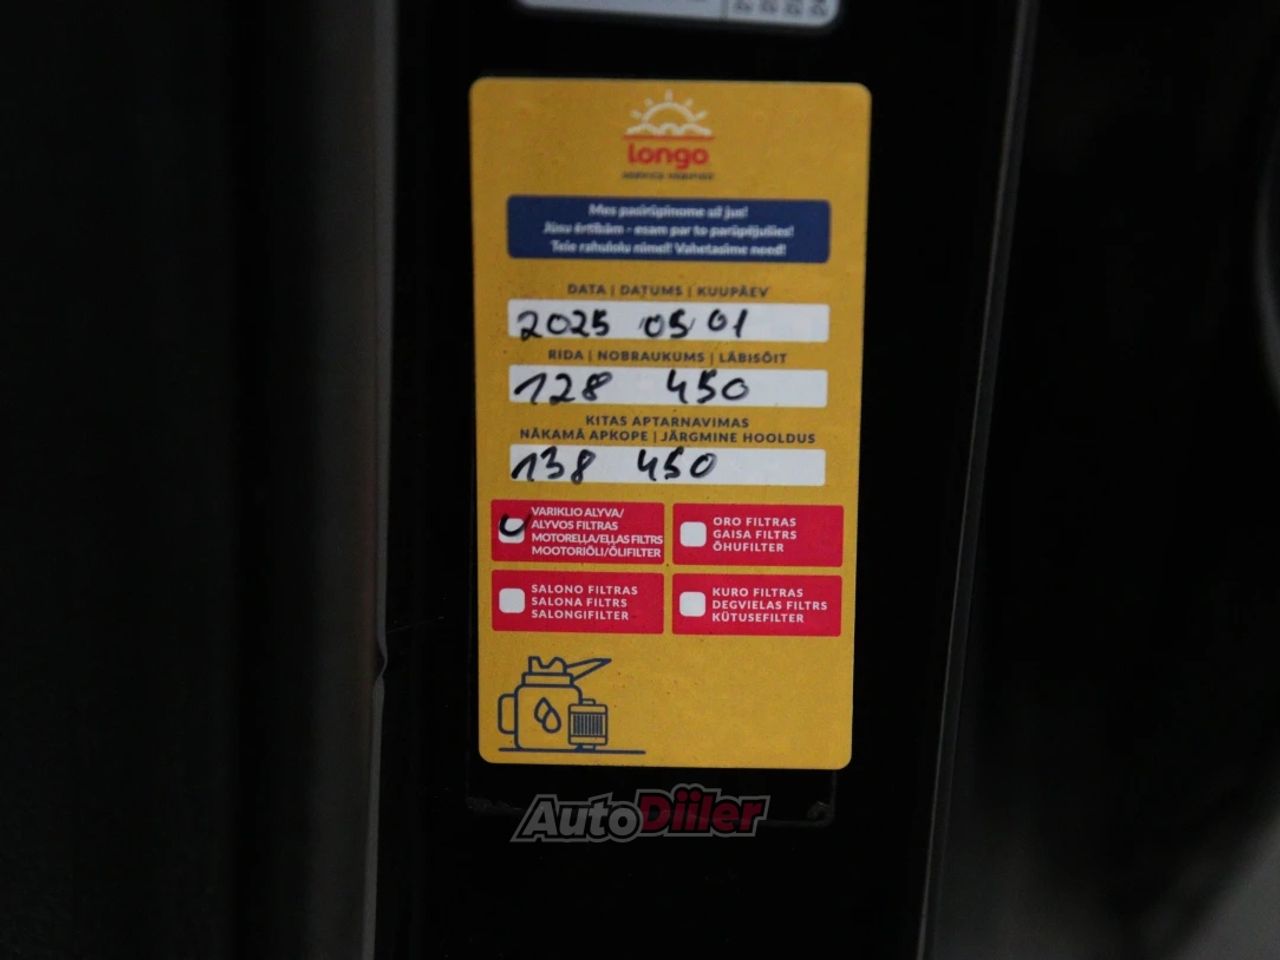 longo
Mes pasirūpinome už jus!
Jūsu ērtībām - esam par to parūpējušies!
Teie rahulolu nimel! Vahetasime need!
DATA | DATUMS | KUUPÄEV
2025 05 01
RIDA | NOBRAUKUMS | LÄBISÕIT
128 450
KITAS APTARNAVIMAS
NĀKAMĀ APKOPE | JÄRGMINE HOOLDUS
138 450
VARIKLIO ALYVA/
ALYVOS FILTRAS
MOTOREĻĻA/EĻĻAS FILTRS
MOOTORIÕLI/ÕLIFILTER
ORO FILTRAS
GAISA FILTRS
ÕHUFILTER
SALONO FILTRAS
SALONA FILTRS
SALONGIFILTER
KURO FILTRAS
DEGVIELAS FILTRS
KÜTUSEFILTER
AutoDiiler